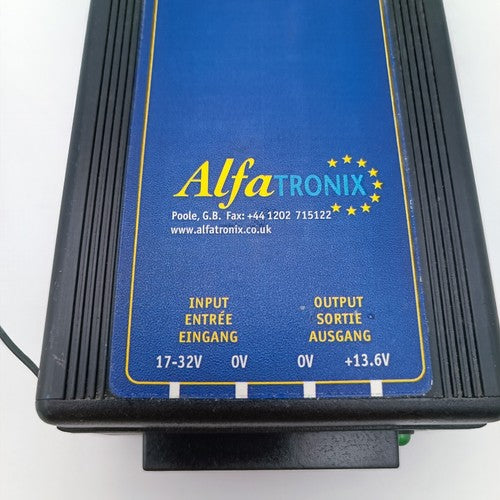 AlfaTRONIX
Poole, G.B. Fax: +44 1202 715122
www.alfatronix.co.uk
INPUT OUTPUT
ENTRÉE SORTIE
EINGANG AUSGANG
17-32V 0V 0V +13.6V